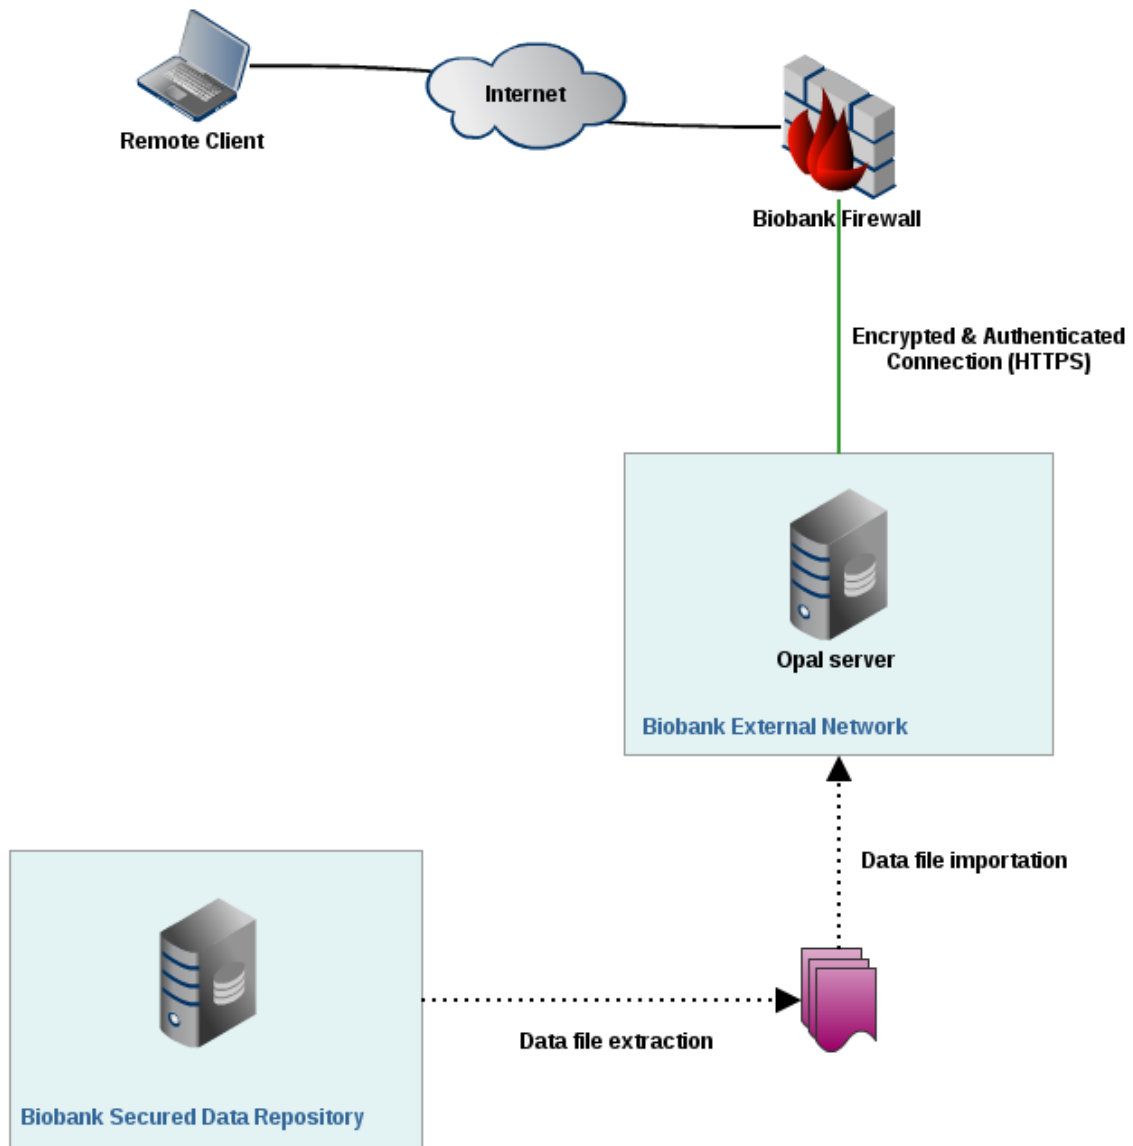 Internet
Remote Client
Biobank Firewall
Encrypted & Authenticated
Connection (HTTPS)
Opal server
Biobank External Network
Data file importation
Data file extraction
Biobank Secured Data Repository